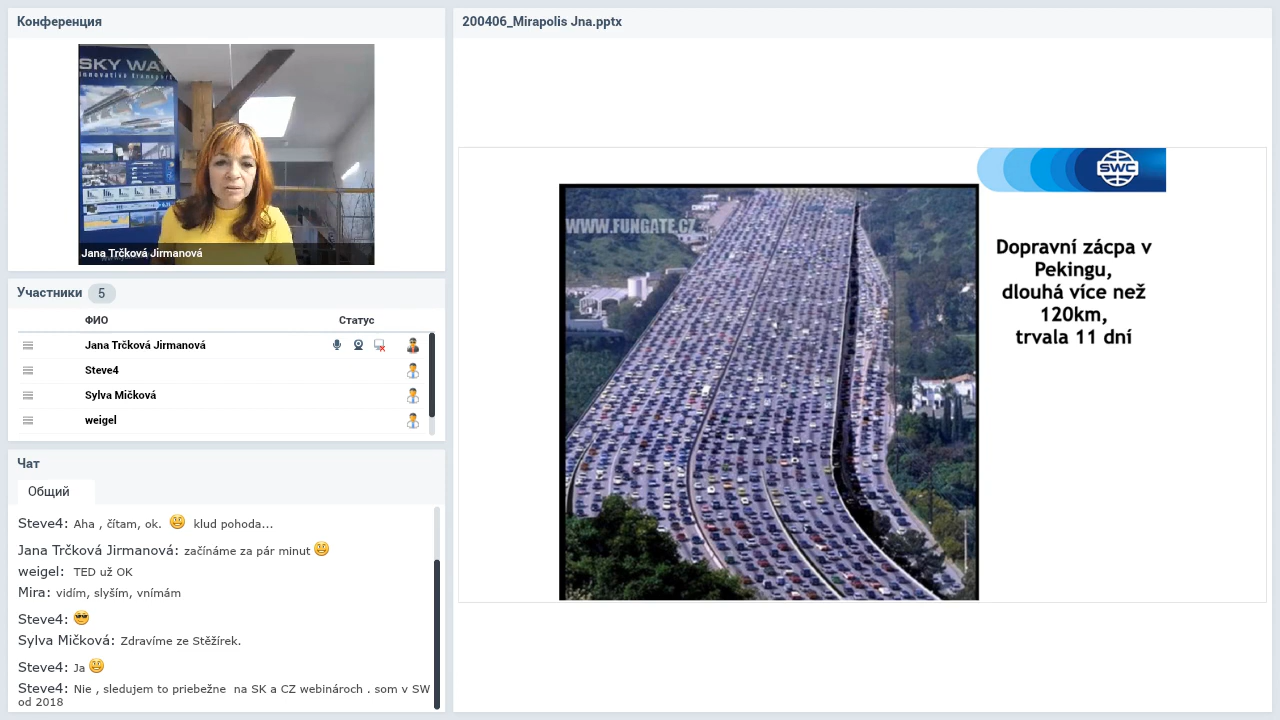 Конференция
SKY WAY
Innovative Transport
Jana Trčková Jirmanová
Участники 5
ФИО Статус
Jana Trčková Jirmanová
Steve4
Sylva Mičková
weigel
Чат
Общий
Steve4: Aha , čítam, ok. klud pohoda...
Jana Trčková Jirmanová: začínáme za pár minut
weigel: TED už OK
Mira: vidím, slyším, vnímám
Steve4:
Sylva Mičková: Zdravíme ze Stěžírek.
Steve4: Ja
Steve4: Nie , sledujem to priebežne na SK a CZ webinároch . som v SW
od 2018
200406_Mirapolis Jna.pptx
SWC
WWW.FUNGATE.CZ
Dopravní zácpa v
Pekingu,
dlouhá více než
120km,
trvala 11 dní